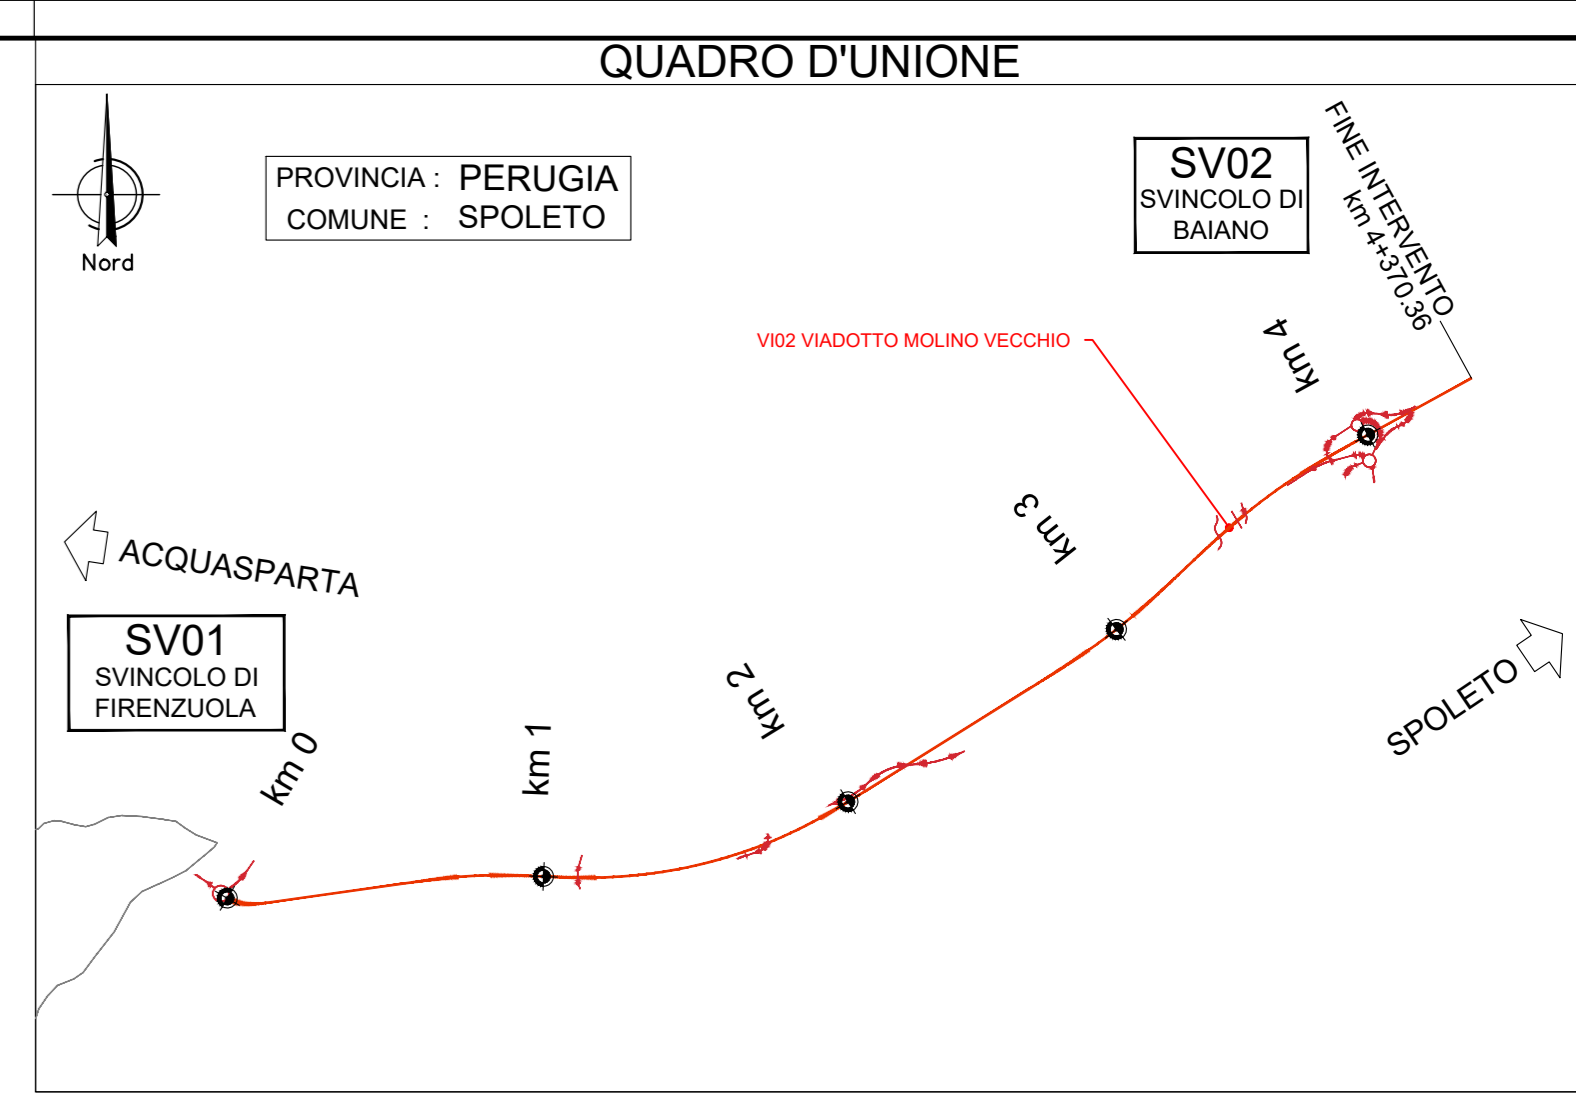 QUADRO D'UNIONE
Nord
PROVINCIA : PERUGIA
COMUNE : SPOLETO
SV02
SVINCOLO DI
BAIANO
FINE INTERVENTO
km 4+370.36
VI02 VIADOTTO MOLINO VECCHIO
km 4
km 3
ACQUASPARTA
SV01
SVINCOLO DI
FIRENZUOLA
km 2
SPOLETO
km 1
km 0